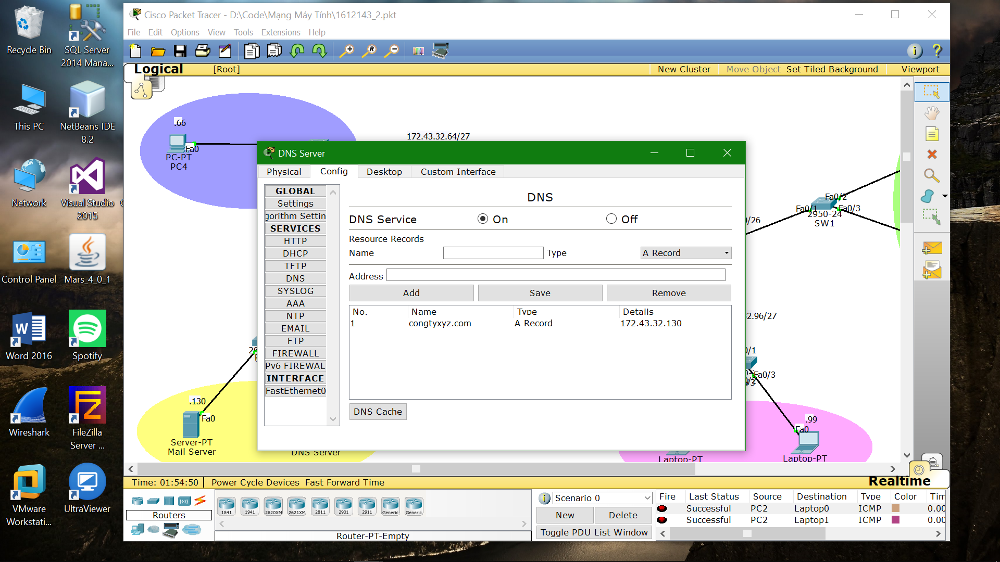 Recycle Bin
SQL Server
2014 Mana...
This PC
NetBeans IDE
8.2
Network
Visual Studio
2015
Control Panel
Mars_4_0_1
Word 2016
Spotify
Wireshark
FileZilla
Server ...
VMware
Workstati...
UltraViewer
Cisco Packet Tracer - D:\Code\Mạng Máy Tính\1612143_2.pkt
File Edit Options View Tools Extensions Help
Logical [Root] New Cluster Move Object Set Tiled Background Viewport
.66
Fa0
PC-PT
PC4
172.43.32.64/27
Fa0/2
Fa0/1 Fa0/3
2950-24
SW1
/26
DNS Server
Physical Config Desktop Custom Interface
GLOBAL
Settings
gorithm Settin
SERVICES
HTTP
DHCP
TFTP
DNS
SYSLOG
AAA
NTP
EMAIL
FTP
FIREWALL
Pv6 FIREWAL
INTERFACE
FastEthernet0
DNS
DNS Service On Off
Resource Records
Name Type A Record
Address
Add Save Remove
No. Name Type Details
1 congtyxyz.com A Record 172.43.32.130
DNS Cache
2.96/27
/1
Fa0/3
.130
Fa0
Server-PT
Mail Server
DNS Server
.99
Fa0
Laptop-PT
Laptop-PT
Time: 01:54:50 Power Cycle Devices Fast Forward Time
Realtime
Routers
1841 1941 2620XM 2621XM 2811 2901 2911 Generic Generic
Router-PT-Empty
Scenario 0
New Delete
Toggle PDU List Window
Fire Last Status Source Destination Type Color Tim
Successful PC2 Laptop0 ICMP 0.00
Successful PC2 Laptop1 ICMP 0.00